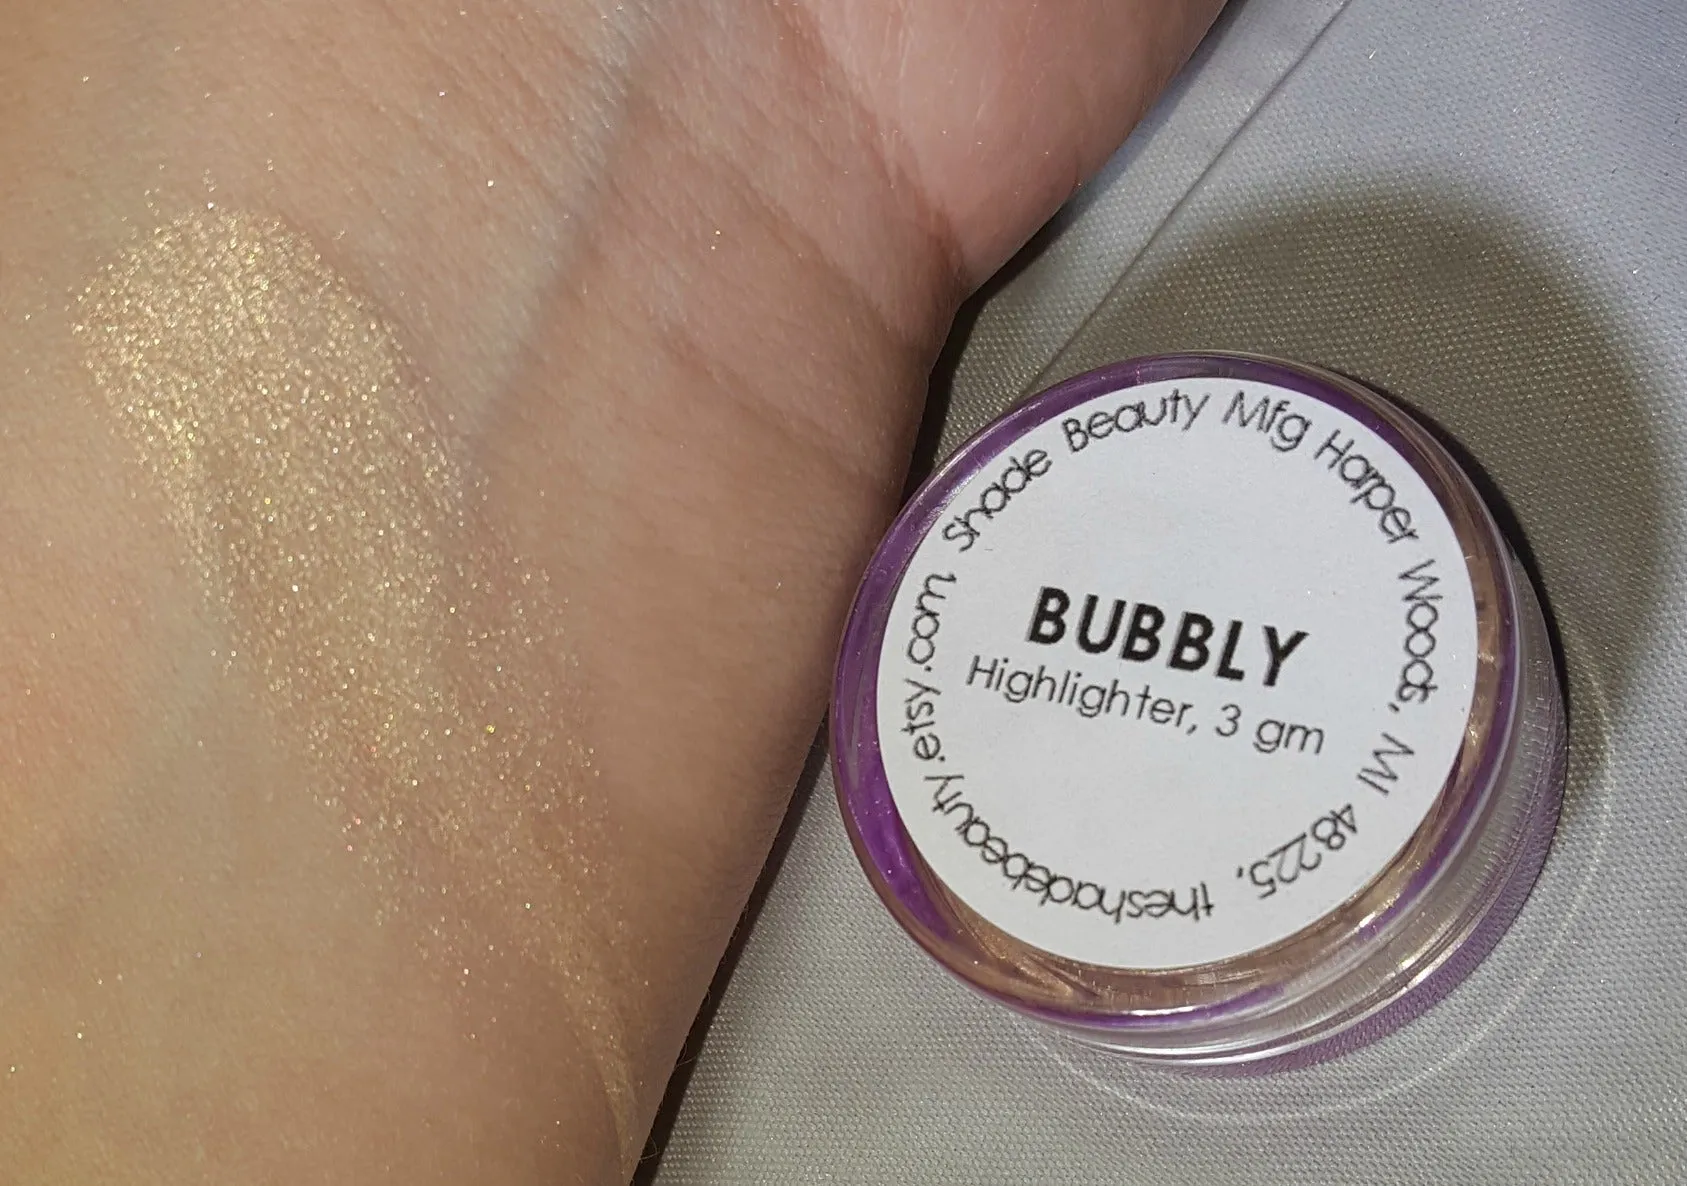 BUBBLY
Highlighter, 3 gm
Shade Beauty Mfg Harper Woods, MI 48225, theshadebeauty.etsy.com